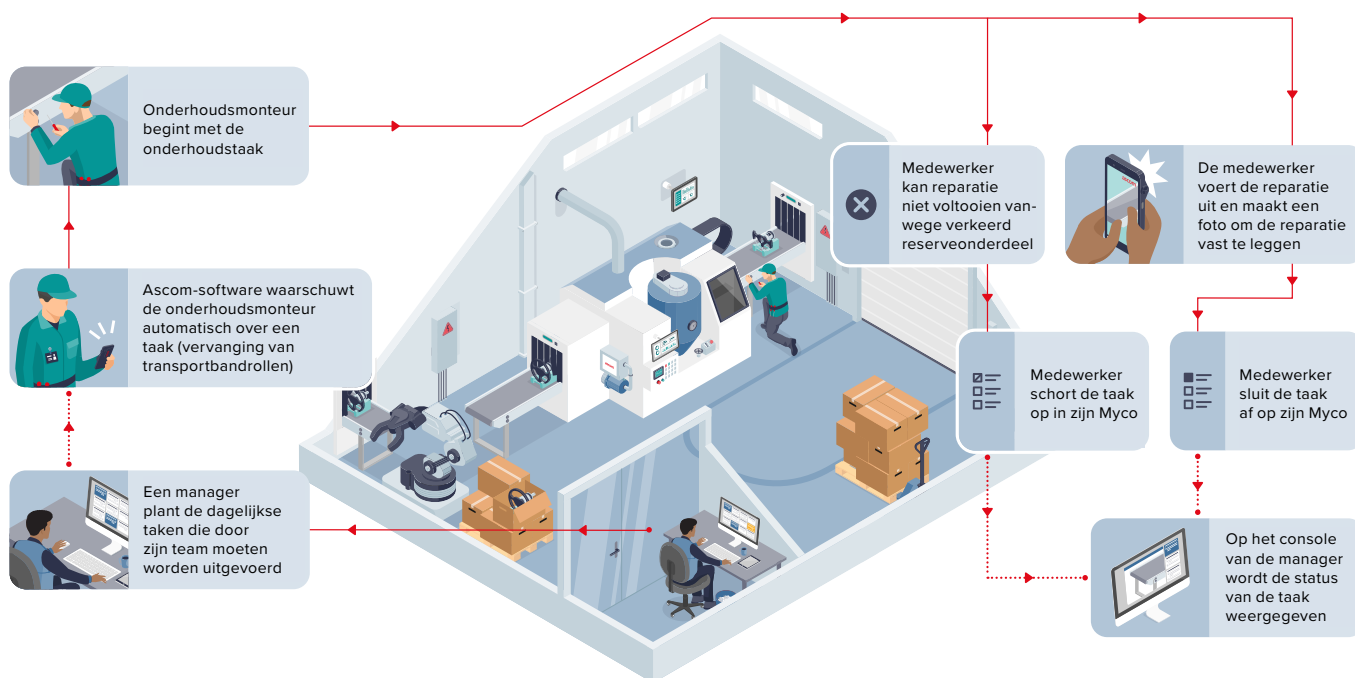 Onderhoudsmonteur
begint met de
onderhoudstaak
Ascom-software waarschuwt
de onderhoudsmonteur
automatisch over een
taak (vervanging van
transportbandrollen)
Een manager
plant de dagelijkse
taken die door
zijn team moeten
worden uitgevoerd
Medewerker
kan reparatie
niet voltooien van-
wege verkeerd
reserveonderdeel
De medewerker
voert de reparatie
uit en maakt een
foto om de reparatie
vast te leggen
Medewerker
schort de taak
op in zijn Myco
Medewerker
sluit de taak
af op zijn Myco
Op het console
van de manager
wordt de status
van de taak
weergegeven